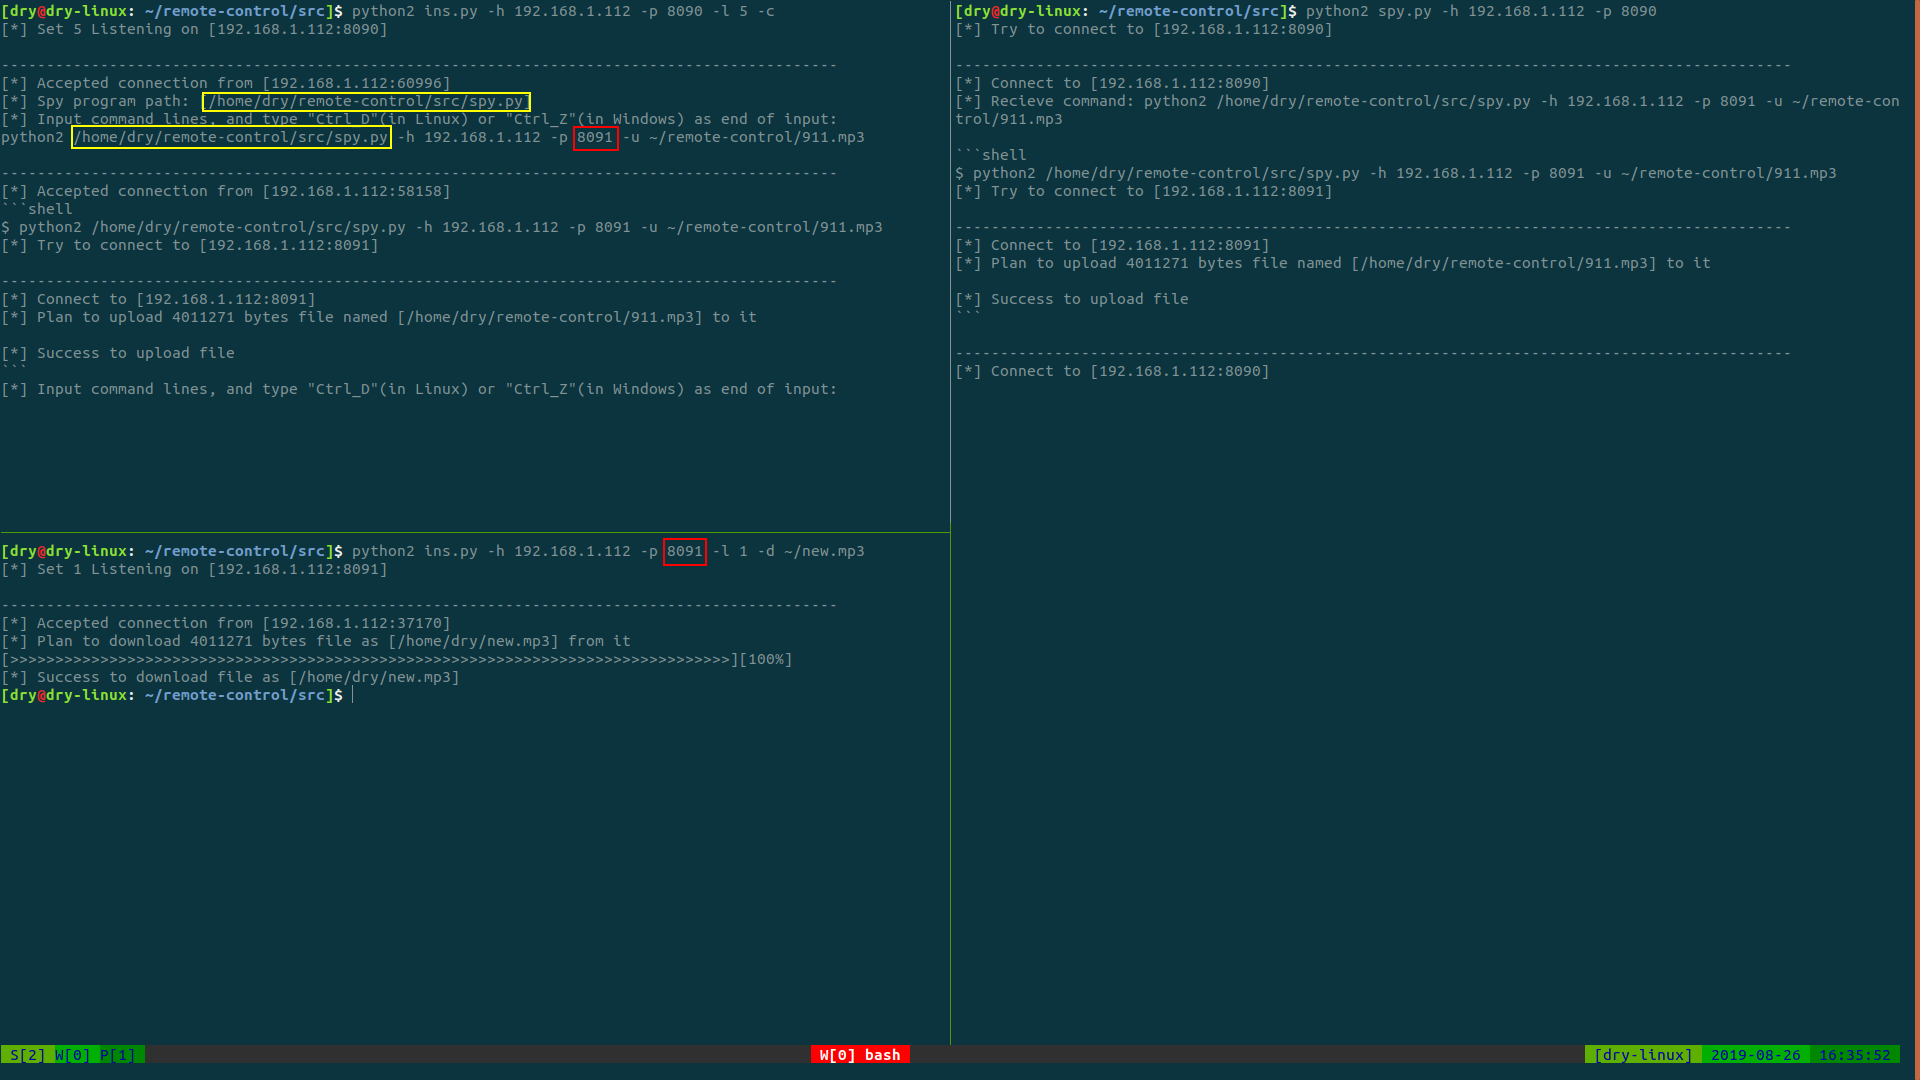 [dry@dry-linux: ~/remote-control/src]$ python2 ins.py -h 192.168.1.112 -p 8090 -l 5 -c
[*] Set 5 Listening on [192.168.1.112:8090]
---------------------------------------------------------------------------------------------
[*] Accepted connection from [192.168.1.112:60996]
[*] Spy program path: [/home/dry/remote-control/src/spy.py]
[*] Input command lines, and type "Ctrl_D"(in Linux) or "Ctrl_Z"(in Windows) as end of input:
python2 /home/dry/remote-control/src/spy.py -h 192.168.1.112 -p 8091 -u ~/remote-control/911.mp3
---------------------------------------------------------------------------------------------
[*] Accepted connection from [192.168.1.112:58158]
```shell
$ python2 /home/dry/remote-control/src/spy.py -h 192.168.1.112 -p 8091 -u ~/remote-control/911.mp3
[*] Try to connect to [192.168.1.112:8091]
---------------------------------------------------------------------------------------------
[*] Connect to [192.168.1.112:8091]
[*] Plan to upload 4011271 bytes file named [/home/dry/remote-control/911.mp3] to it
[*] Success to upload file
```
[*] Input command lines, and type "Ctrl_D"(in Linux) or "Ctrl_Z"(in Windows) as end of input:
[dry@dry-linux: ~/remote-control/src]$ python2 ins.py -h 192.168.1.112 -p 8091 -l 1 -d ~/new.mp3
[*] Set 1 Listening on [192.168.1.112:8091]
---------------------------------------------------------------------------------------------
[*] Accepted connection from [192.168.1.112:37170]
[*] Plan to download 4011271 bytes file as [/home/dry/new.mp3] from it
[>>>>>>>>>>>>>>>>>>>>>>>>>>>>>>>>>>>>>>>>>>>>>>>>>>>>>>>>>>>>>>>>>>>>>>>>>>>>>>>>][100%]
[*] Success to download file as [/home/dry/new.mp3]
[dry@dry-linux: ~/remote-control/src]$
[dry@dry-linux: ~/remote-control/src]$ python2 spy.py -h 192.168.1.112 -p 8090
[*] Try to connect to [192.168.1.112:8090]
---------------------------------------------------------------------------------------------
[*] Connect to [192.168.1.112:8090]
[*] Recieve command: python2 /home/dry/remote-control/src/spy.py -h 192.168.1.112 -p 8091 -u ~/remote-con
trol/911.mp3
```shell
$ python2 /home/dry/remote-control/src/spy.py -h 192.168.1.112 -p 8091 -u ~/remote-control/911.mp3
[*] Try to connect to [192.168.1.112:8091]
---------------------------------------------------------------------------------------------
[*] Connect to [192.168.1.112:8091]
[*] Plan to upload 4011271 bytes file named [/home/dry/remote-control/911.mp3] to it
[*] Success to upload file
```
---------------------------------------------------------------------------------------------
[*] Connect to [192.168.1.112:8090]
S[2] W[0] P[1] W[0] bash [dry-linux] 2019-08-26 16:35:52